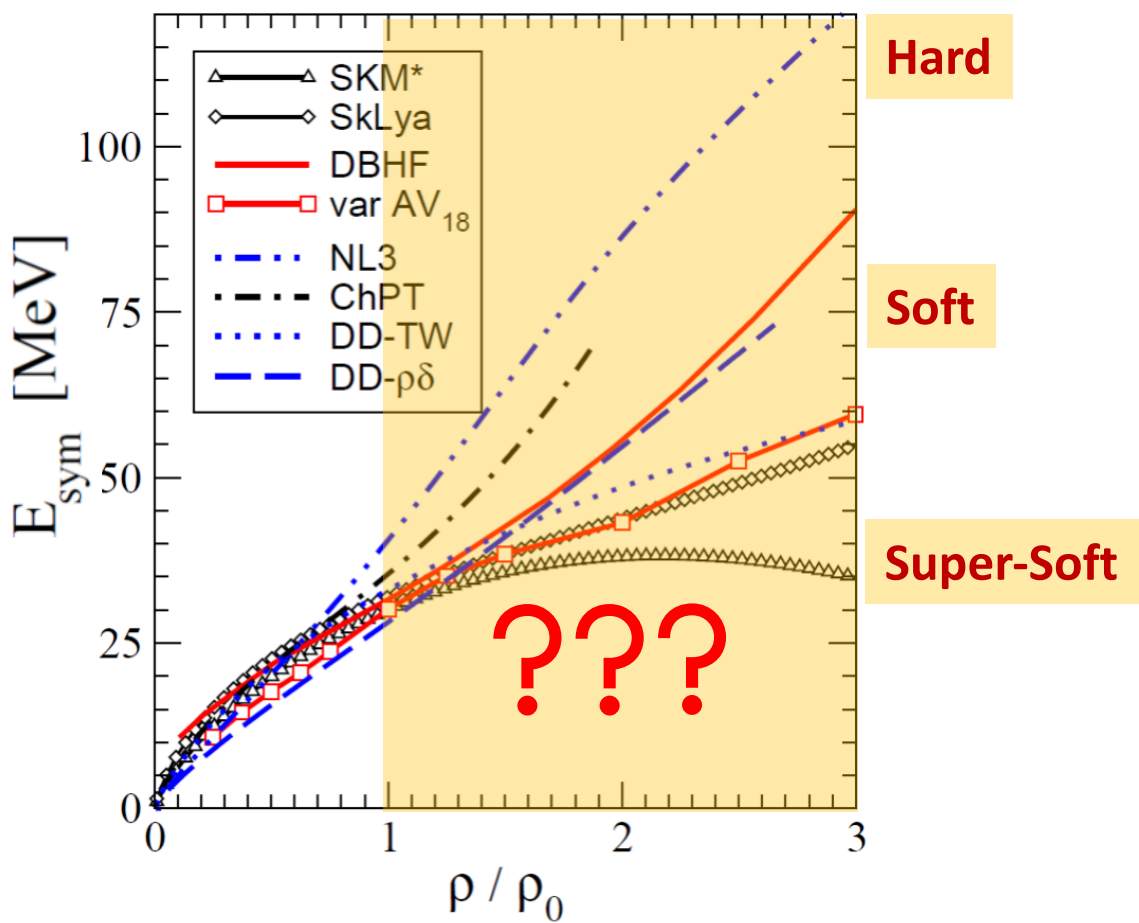 Hard
SKM*
SkLya
100
DBHF
var AV18
NL3
ChPT
Soft
75
DD-TW
DD-ρδ
Esym [MeV]
50
Super-Soft
???
25
0
0 1 2 3
ρ / ρ0